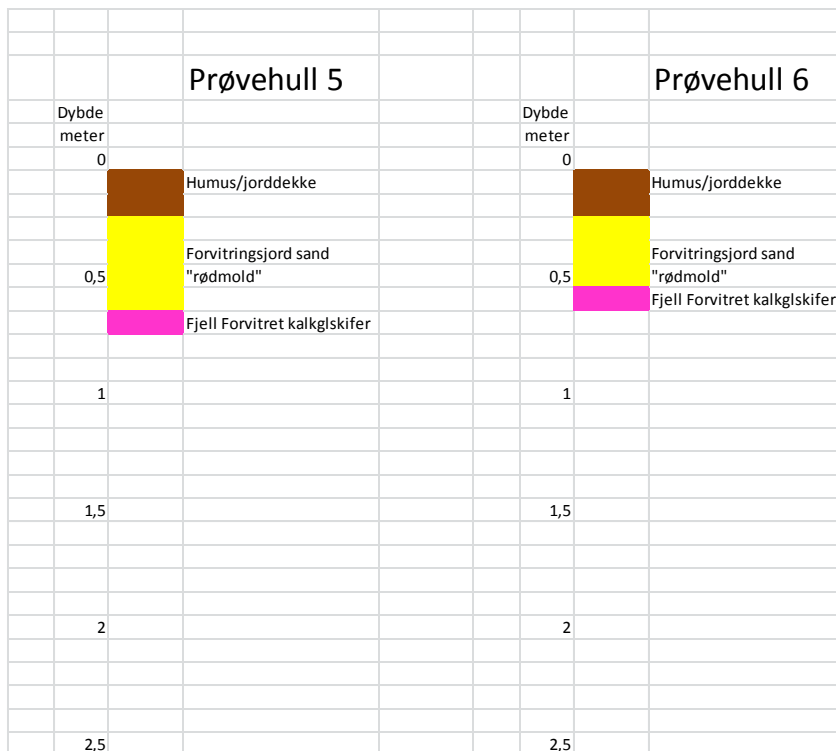 Prøvehull 5
Dybde
meter
0
Humus/jorddekke
Forvitringsjord sand
0,5
"rødmold"
Fjell Forvitret kalkglskifer
1
1,5
2
2,5
Prøvehull 6
Dybde
meter
0
Humus/jorddekke
Forvitringsjord sand
0,5
"rødmold"
Fjell Forvitret kalkglskifer
1
1,5
2
2,5